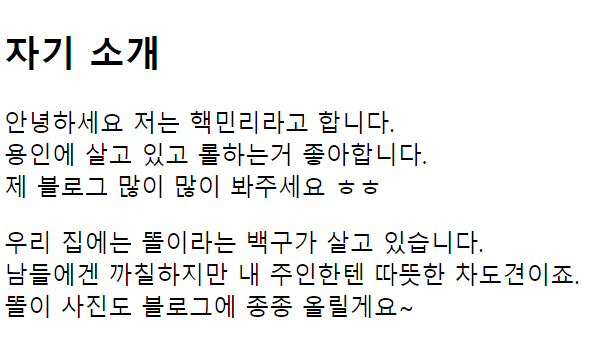 자기 소개
안녕하세요 저는 핵민리라고 합니다.
용인에 살고 있고 롤하는거 좋아합니다.
제 블로그 많이 많이 봐주세요 ㅎㅎ
우리 집에는 똘이라는 백구가 살고 있습니다.
남들에겐 까칠하지만 내 주인한텐 따뜻한 차도견이죠.
똘이 사진도 블로그에 종종 올릴게요~